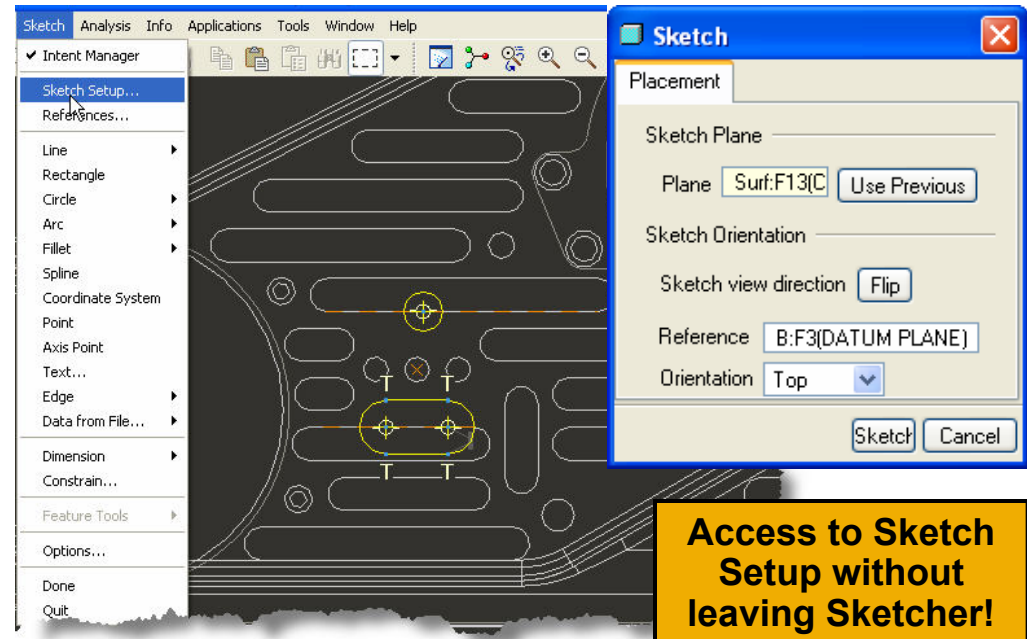 Sketch Analysis Info Applications Tools Window Help
Intent Manager
Sketch Setup...
References...
Line
Rectangle
Circle
Arc
Fillet
Spline
Coordinate System
Point
Axis Point
Text...
Edge
Data from File...
Dimension
Constrain...
Feature Tools
Options...
Done
Quit
T T
T T
Sketch
Placement
Sketch Plane
Plane Surf:F13(C Use Previous
Sketch Orientation
Sketch view direction Flip
Reference B:F3(DATUM PLANE)
Orientation Top
Sketch Cancel
Access to Sketch
Setup without
leaving Sketcher!